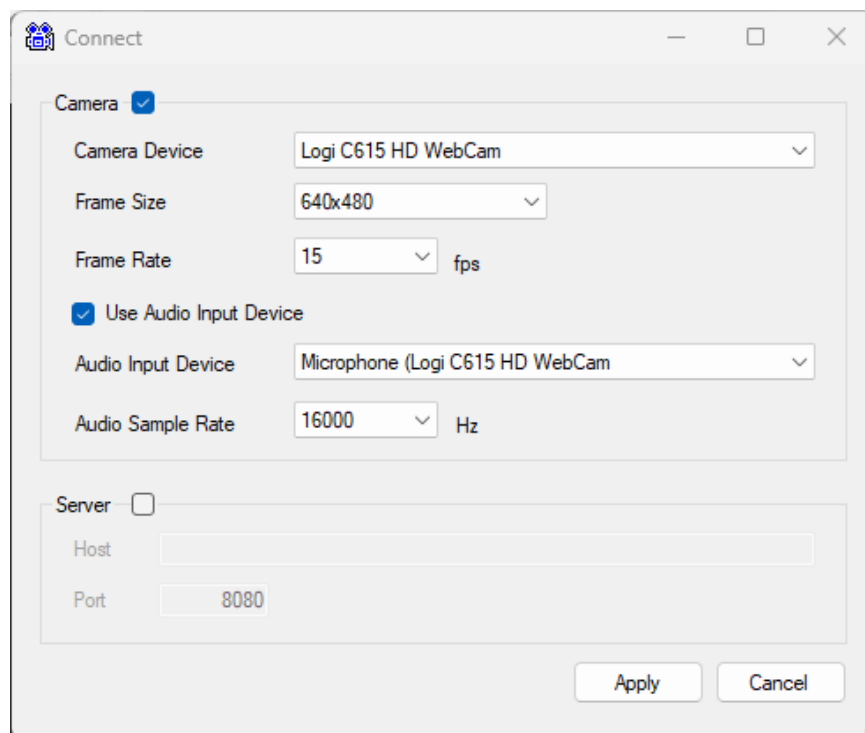 Connect
Camera
Camera Device Logi C615 HD WebCam
Frame Size 640x480
Frame Rate 15 fps
Use Audio Input Device
Audio Input Device Microphone (Logi C615 HD WebCam
Audio Sample Rate 16000 Hz
Server
Host
Port 8080
Apply Cancel